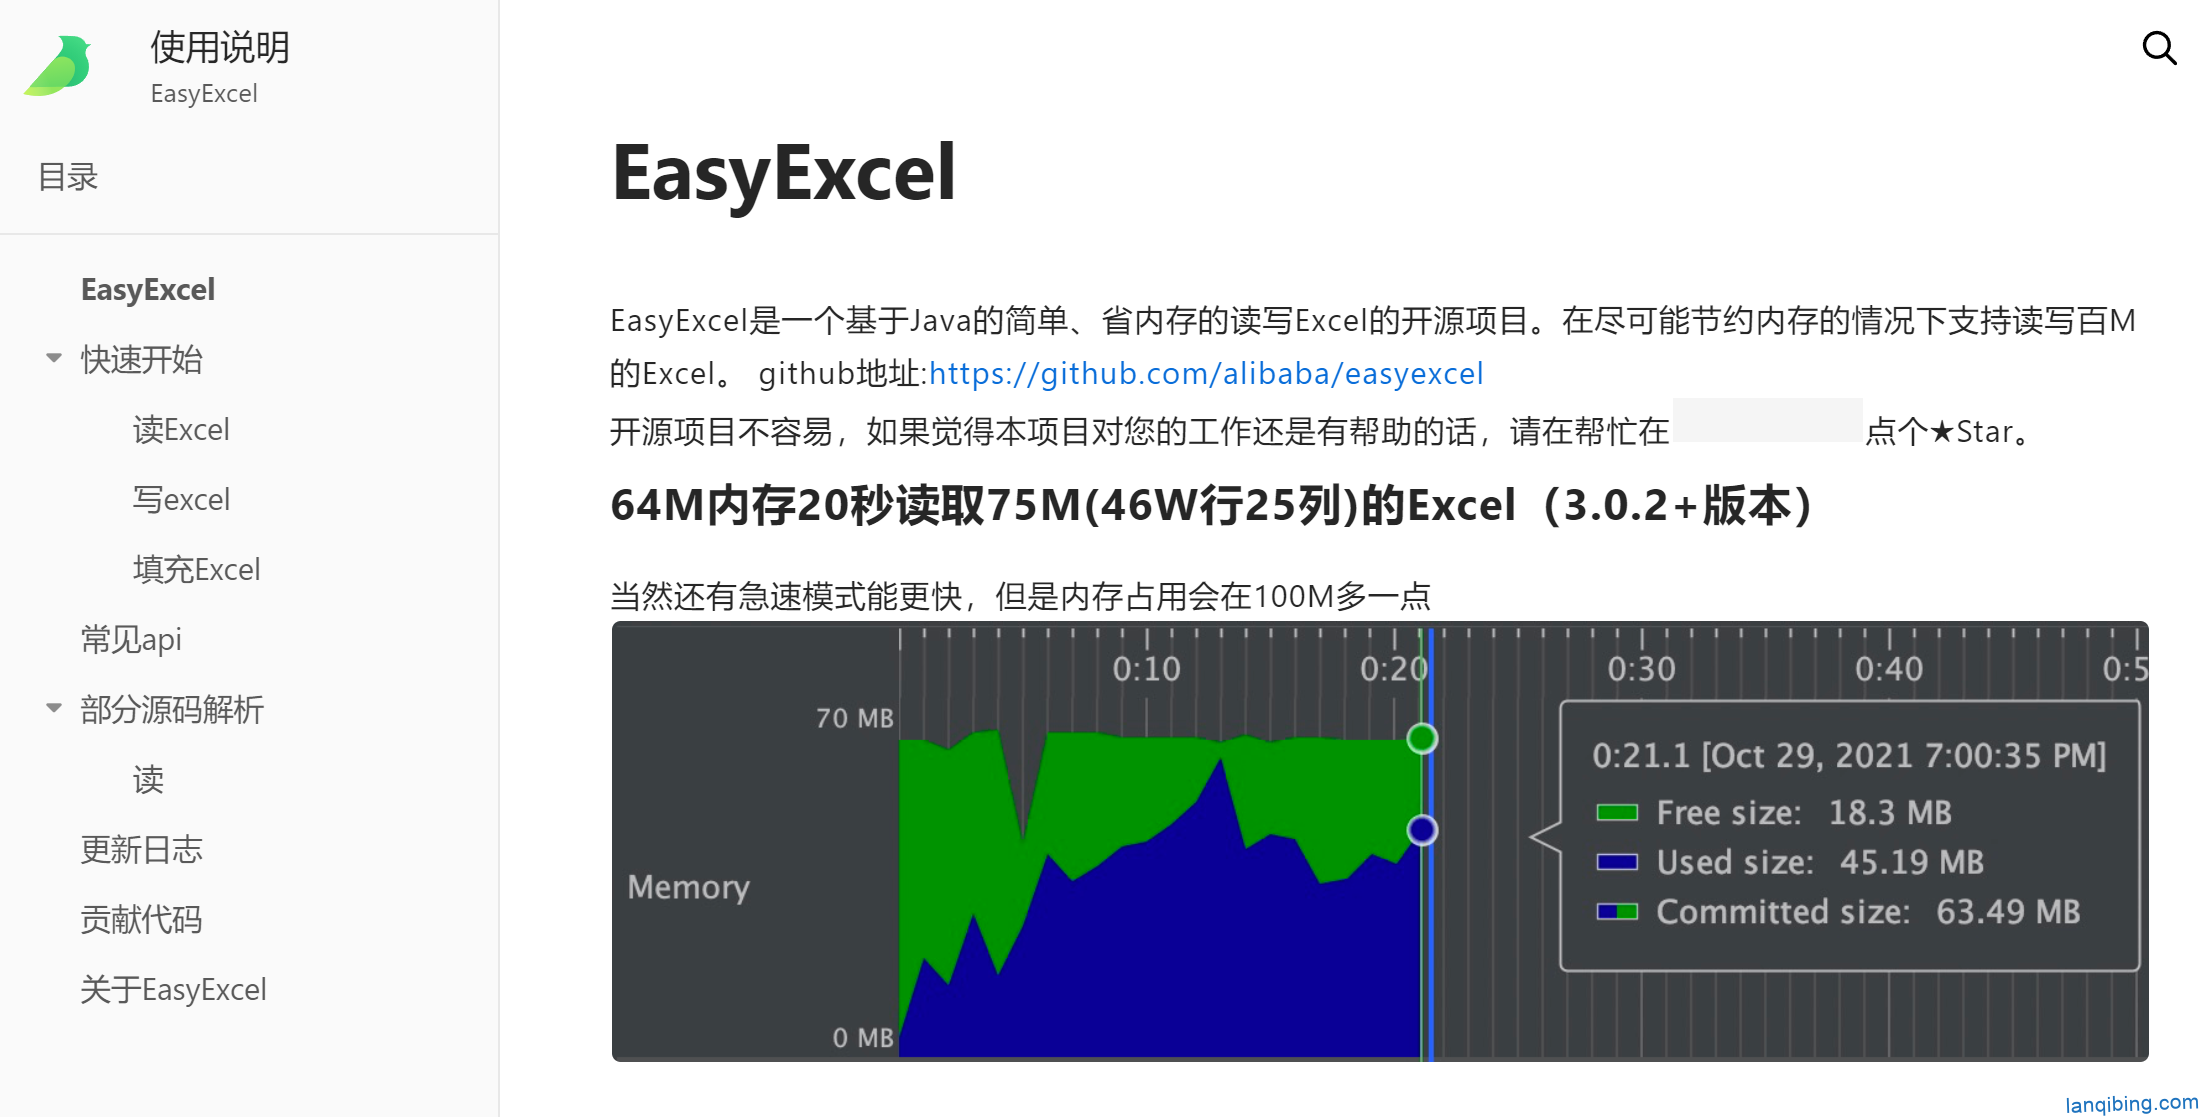 使用说明
EasyExcel
目录
EasyExcel
快速开始
读Excel
写excel
填充Excel
常见api
部分源码解析
读
更新日志
贡献代码
关于EasyExcel
EasyExcel
EasyExcel是一个基于Java的简单、省内存的读写Excel的开源项目。在尽可能节约内存的情况下支持读写百M
的Excel。 github地址:https://github.com/alibaba/easyexcel
开源项目不容易，如果觉得本项目对您的工作还是有帮助的话，请在帮忙在 点个★Star。
64M内存20秒读取75M(46W行25列)的Excel（3.0.2+版本）
当然还有急速模式能更快，但是内存占用会在100M多一点
0:10 0:20 0:30 0:40 0:5
70 MB
0:21.1 [Oct 29, 2021 7:00:35 PM]
Free size: 18.3 MB
Used size: 45.19 MB
Memory
Committed size: 63.49 MB
0 MB
lanqibing.com